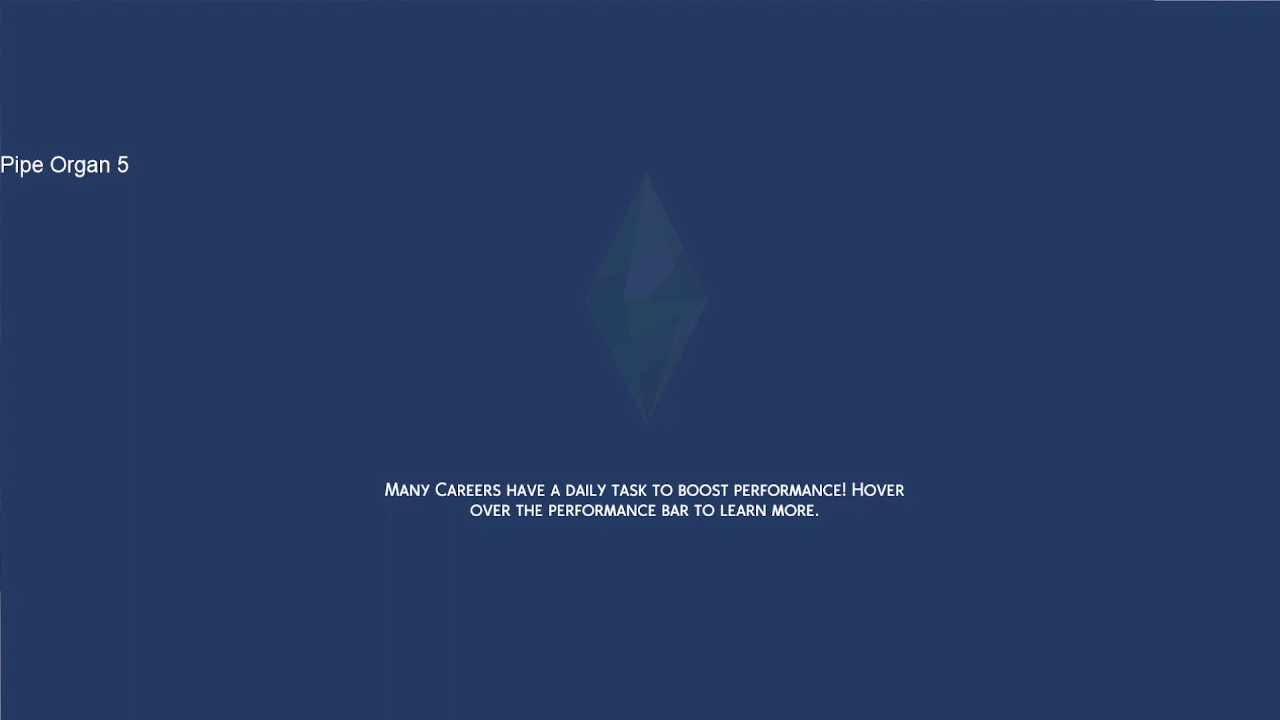 Pipe Organ 5
Many Careers have a daily task to boost performance! Hover
over the performance bar to learn more.